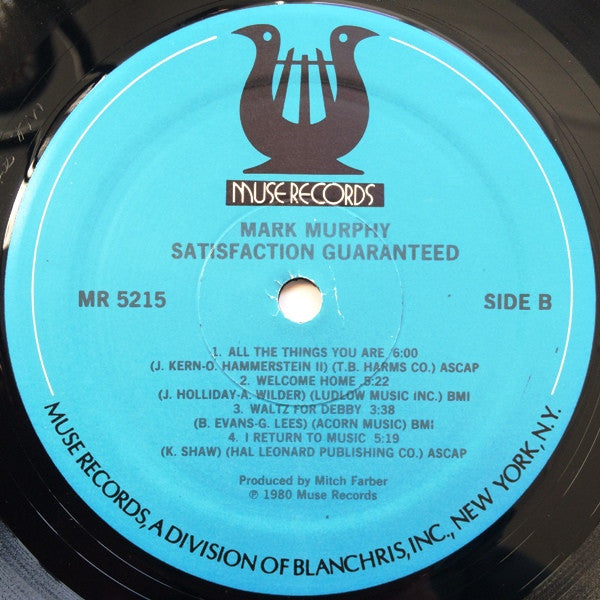 MUSE RECORDS
MARK MURPHY
SATISFACTION GUARANTEED
MR 5215
SIDE B
1. ALL THE THINGS YOU ARE 6:00
(J. KERN-O. HAMMERSTEIN II) (T.B. HARMS CO.) ASCAP
2. WELCOME HOME 5:22
(J. HOLLIDAY-A. WILDER) (LUDLOW MUSIC INC.) BMI
3. WALTZ FOR DEBBY 3:38
(B. EVANS-G. LEES) (ACORN MUSIC) BMI
4. I RETURN TO MUSIC 5:19
(K. SHAW) (HAL LEONARD PUBLISHING CO.) ASCAP
Produced by Mitch Farber
℗ 1980 Muse Records
MUSE RECORDS, A DIVISION OF BLANCHRIS, INC., NEW YORK, N.Y.